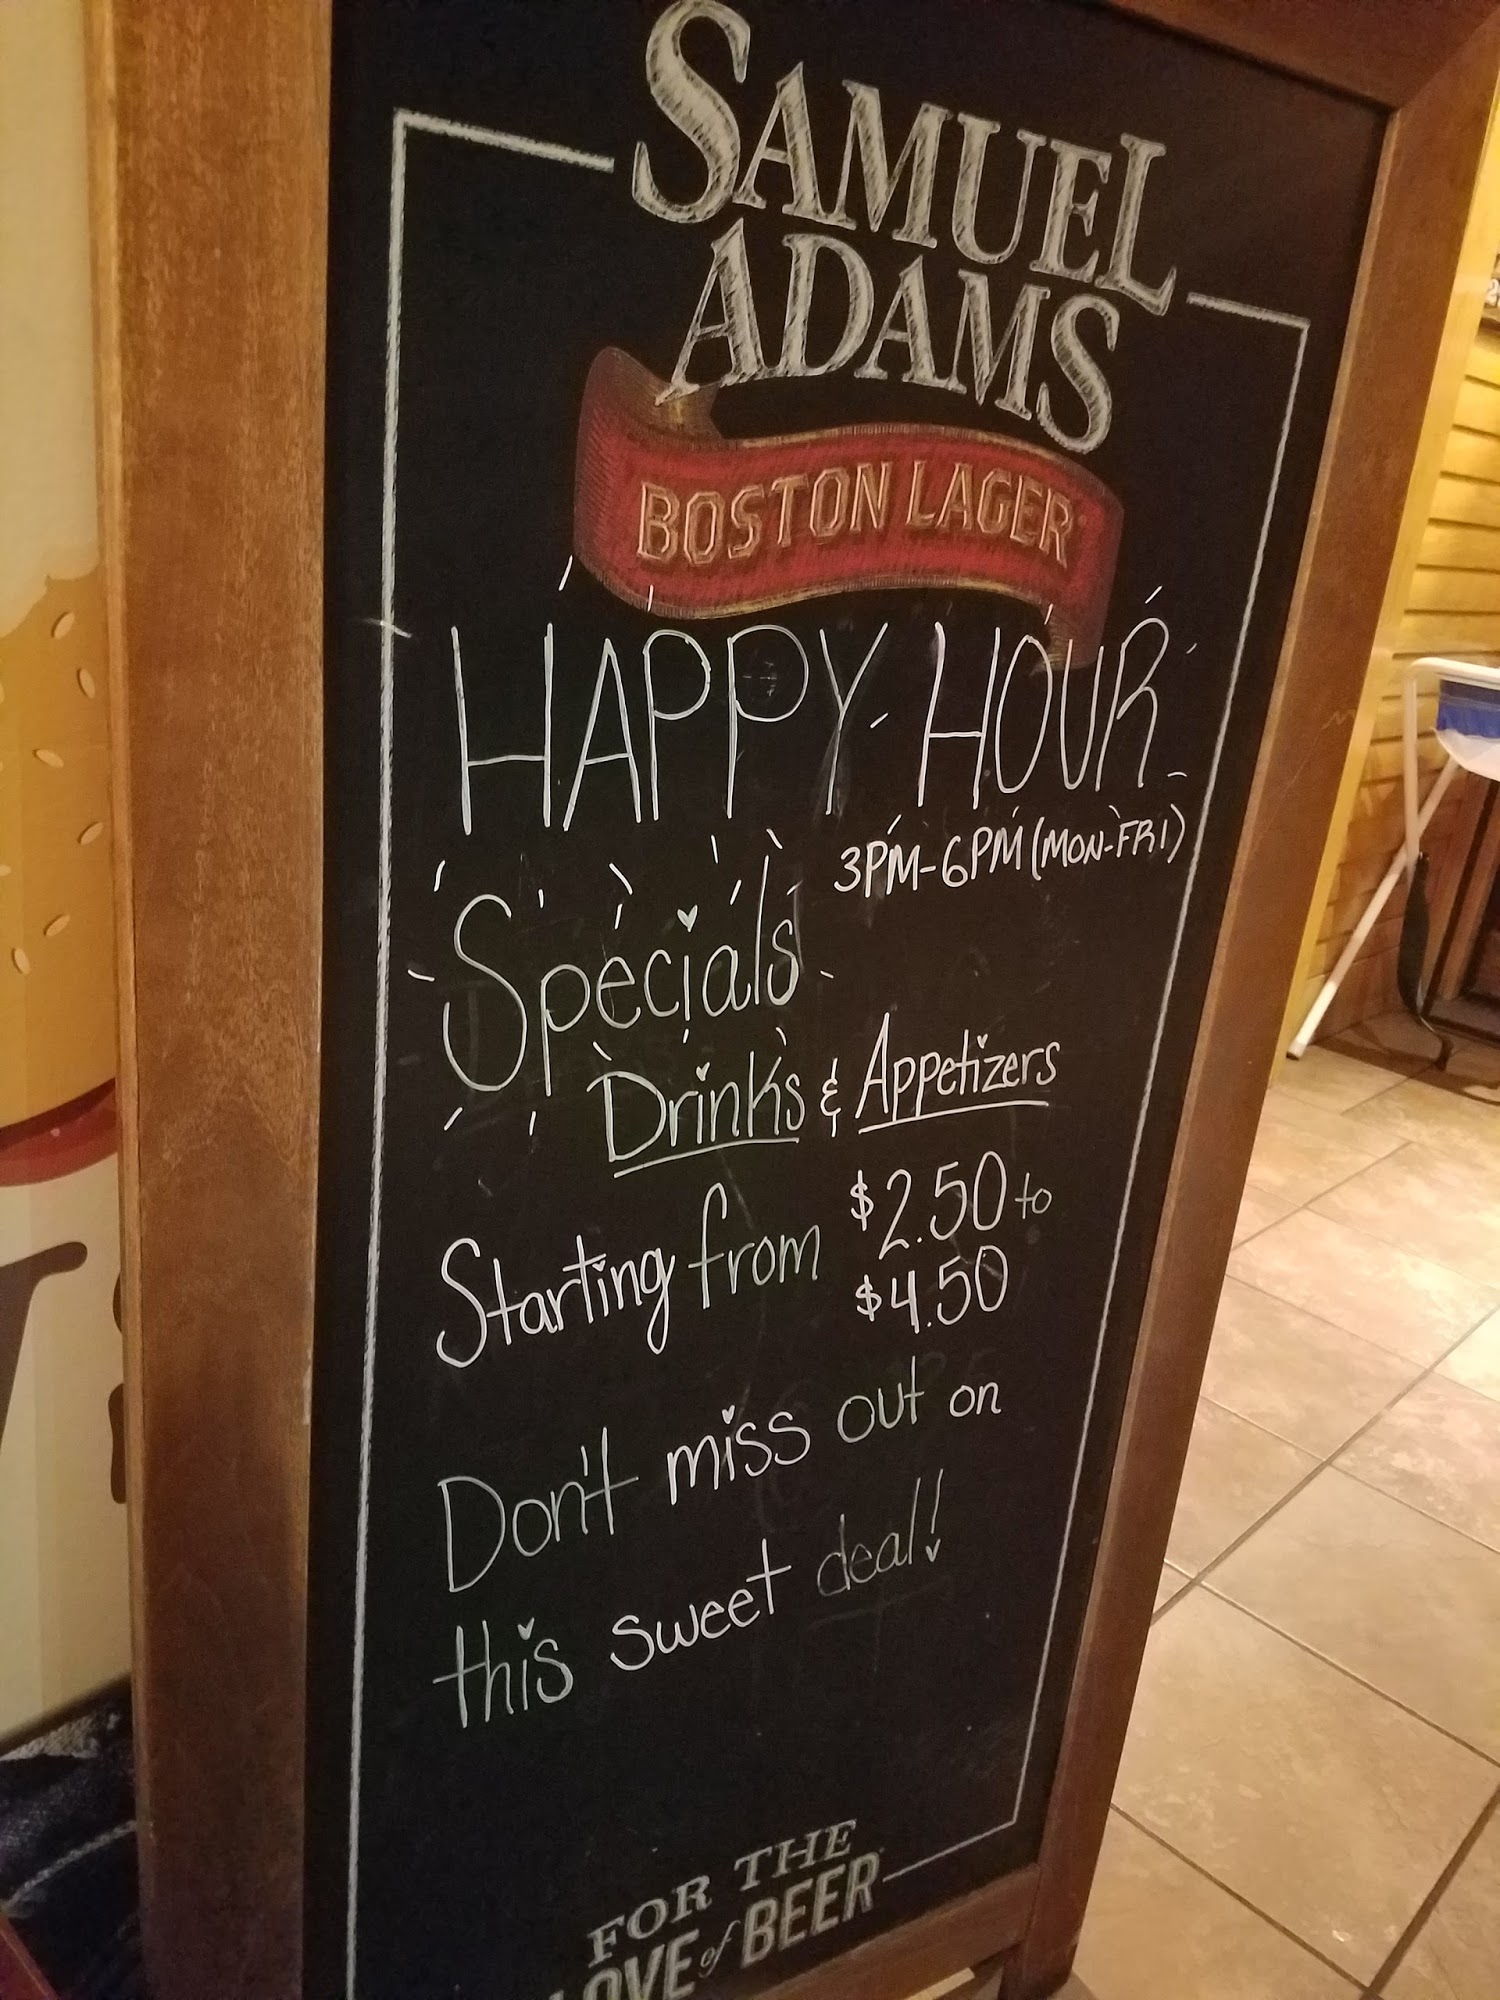 SAMUEL
ADAMS
BOSTON LAGER
HAPPY HOUR
3PM-6PM (MON-FRI)
Specials
Drinks & Appetizers
Starting from $2.50 to
$4.50
Don't miss out on
this sweet deal!
FOR THE
LOVE of BEER